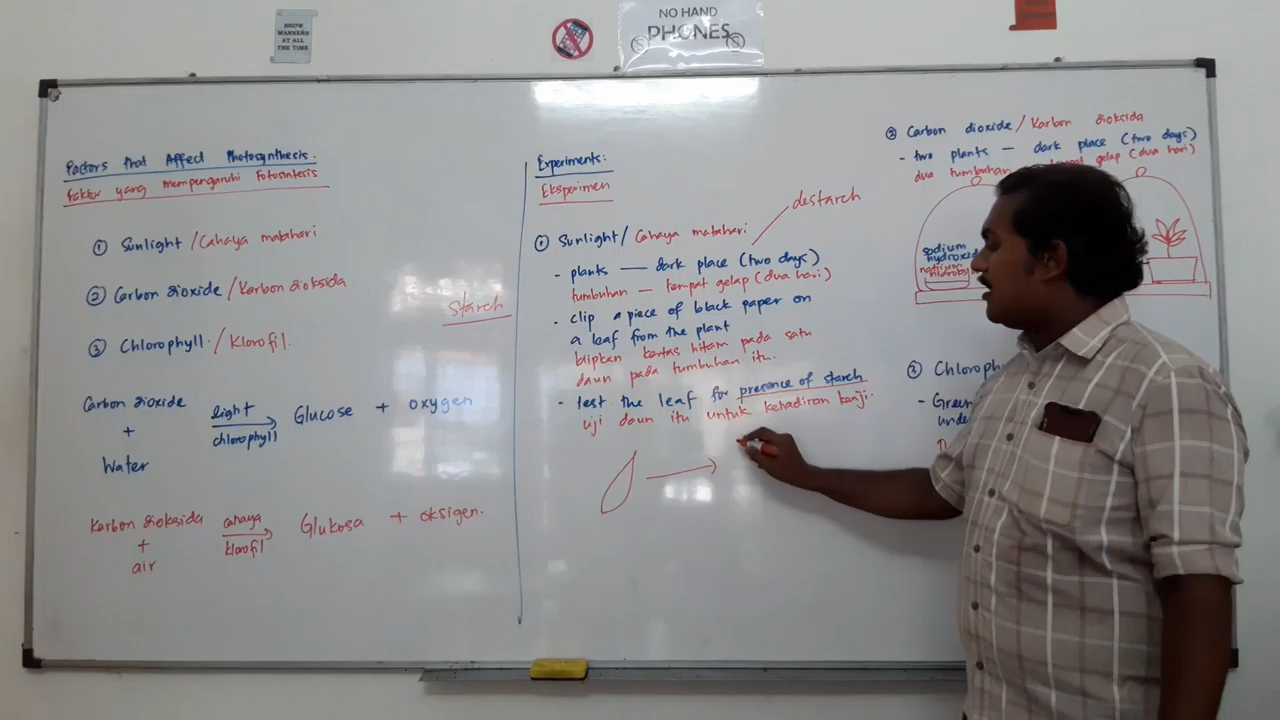 SHOW
MANNERS
AT ALL
THE TIME
NO HAND
PHONES
Factors that Affect Photosynthesis.
Faktor yang mempengaruhi Fotosintesis
① Sunlight / Cahaya matahari
② Carbon dioxide / Karbon dioksida
③ Chlorophyll. / Klorofil.
Carbon dioxide
+
Water
light
chlorophyll
Glucose + oxygen
Karbon dioksida
+
air
cahaya
klorofil
Glukosa + oksigen.
Starch
Experiments:
Eksperimen
① Sunlight / Cahaya matahari
destarch
- plants — dark place (two days)
tumbuhan — tempat gelap (dua hari)
- clip a piece of black paper on
a leaf from the plant
klipkan kertas hitam pada satu
daun pada tumbuhan itu.
- test the leaf for presence of starch
uji daun itu untuk kehadiran kanji.
② Carbon dioxide / Karbon dioksida
- two plants — dark place (two days)
dua tumbuhan gelap (dua hari)
sodium
hydroxid
natrium
hidroks
③ Chloroph
- Green
unde